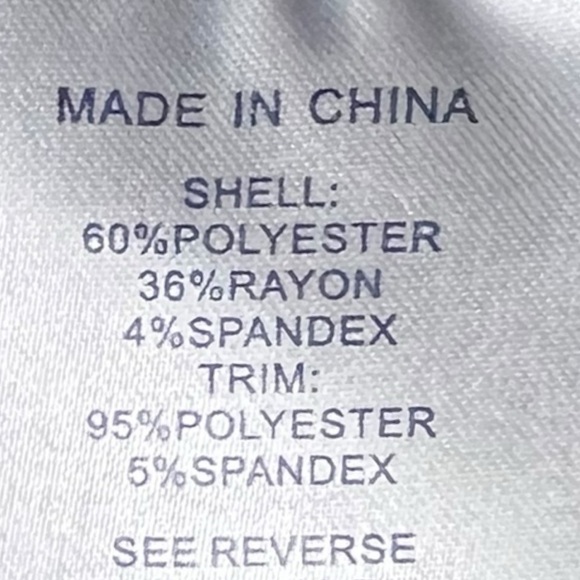 MADE IN CHINA
SHELL:
60%POLYESTER
36%RAYON
4%SPANDEX
TRIM:
95%POLYESTER
5%SPANDEX
SEE REVERSE